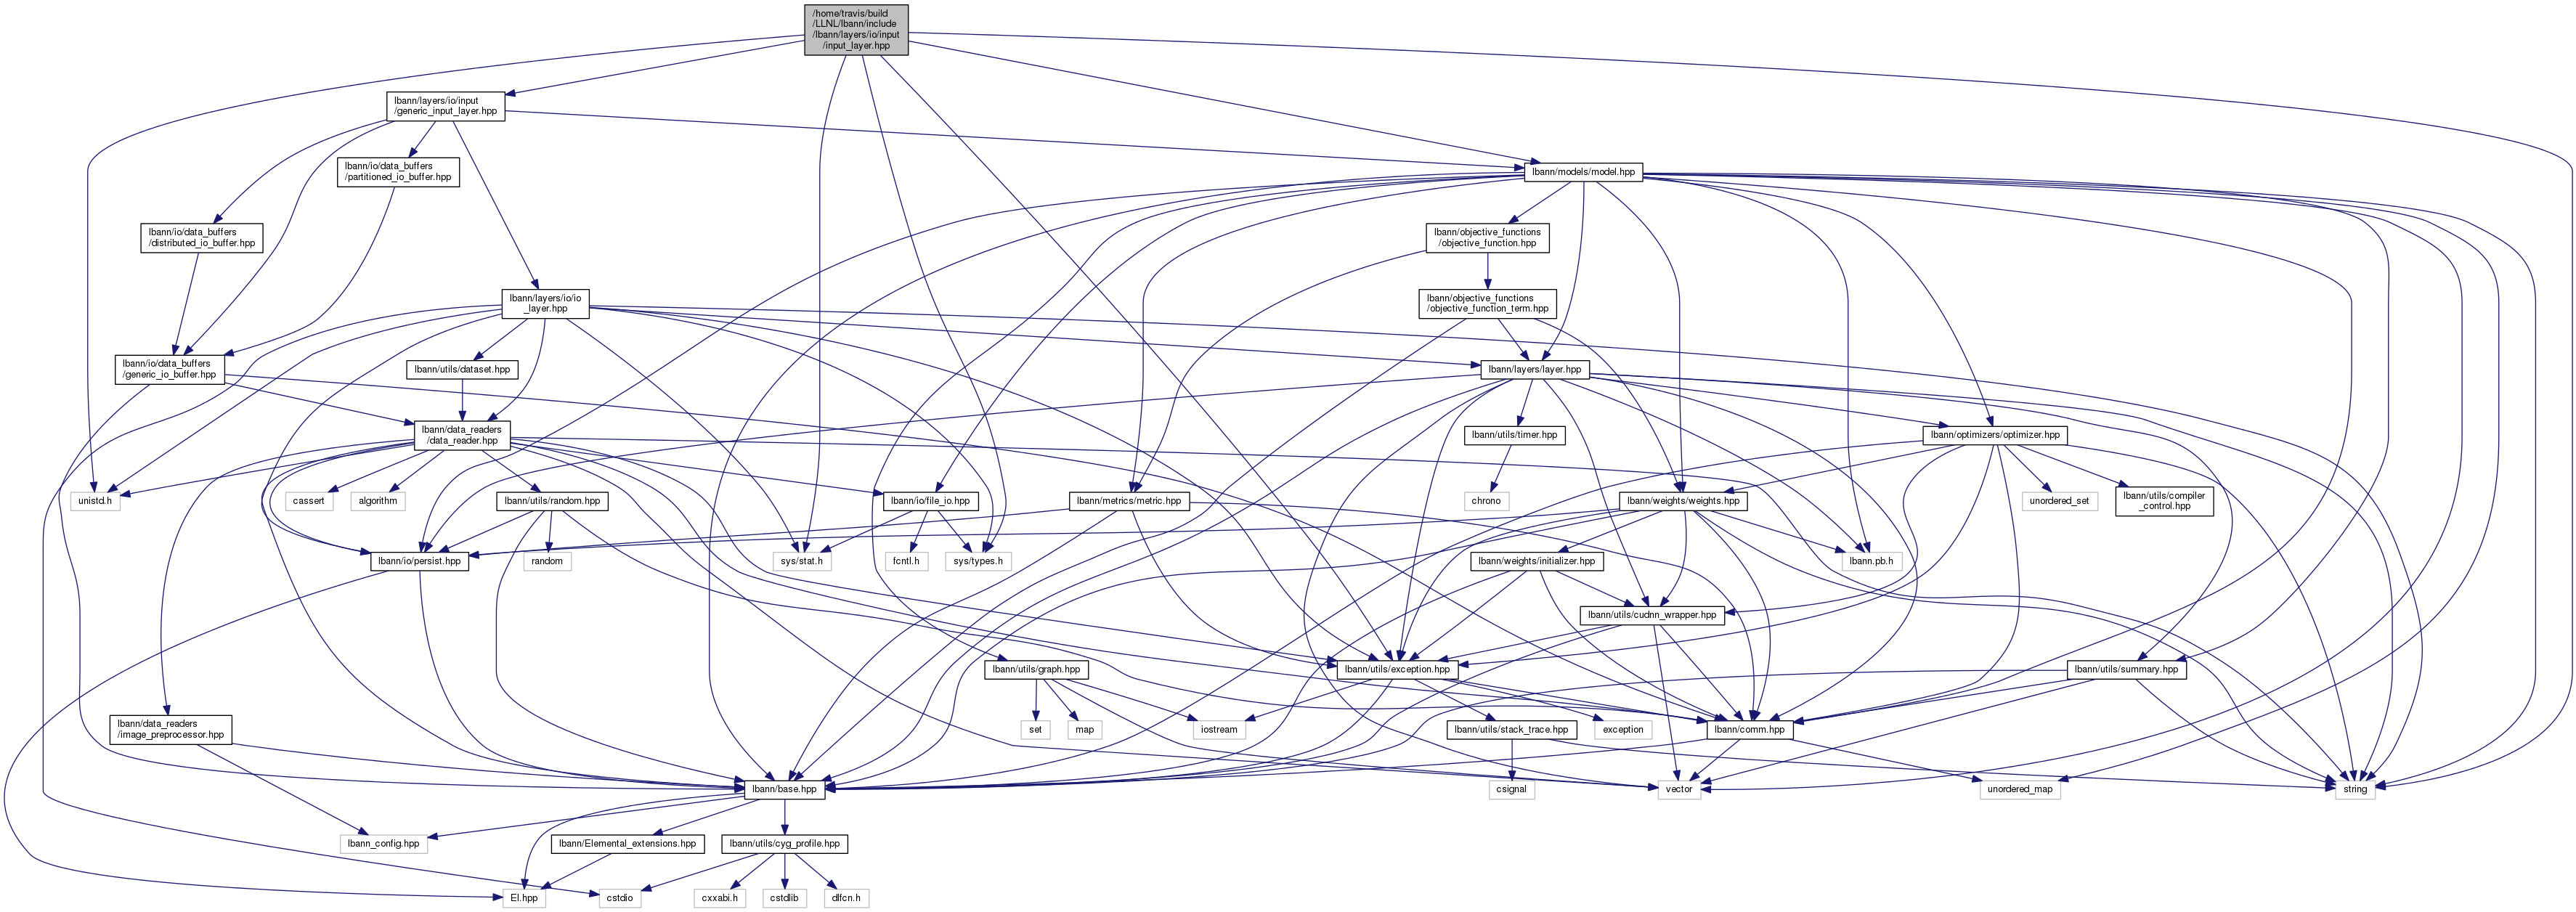 /home/travis/build
/LLNL/lbann/include
/lbann/layers/io/input
/input_layer.hpp
lbann/layers/io/input
/generic_input_layer.hpp
lbann/io/data_buffers
/partitioned_io_buffer.hpp
lbann/models/model.hpp
lbann/io/data_buffers
/distributed_io_buffer.hpp
lbann/objective_functions
/objective_function.hpp
lbann/layers/io/io
_layer.hpp
lbann/objective_functions
/objective_function_term.hpp
lbann/io/data_buffers
/generic_io_buffer.hpp
lbann/utils/dataset.hpp
lbann/layers/layer.hpp
lbann/data_readers
/data_reader.hpp
lbann/utils/timer.hpp
lbann/optimizers/optimizer.hpp
unistd.h
cassert
algorithm
lbann/utils/random.hpp
lbann/io/file_io.hpp
lbann/metrics/metric.hpp
chrono
lbann/weights/weights.hpp
unordered_set
lbann/utils/compiler
_control.hpp
lbann/io/persist.hpp
random
sys/stat.h
fcntl.h
sys/types.h
lbann/weights/initializer.hpp
lbann.pb.h
lbann/utils/cudnn_wrapper.hpp
lbann/utils/graph.hpp
lbann/utils/exception.hpp
lbann/utils/summary.hpp
lbann/data_readers
/image_preprocessor.hpp
set
map
iostream
lbann/utils/stack_trace.hpp
exception
lbann/comm.hpp
lbann/base.hpp
csignal
vector
unordered_map
string
lbann_config.hpp
lbann/Elemental_extensions.hpp
lbann/utils/cyg_profile.hpp
El.hpp
cstdio
cxxabi.h
cstdlib
dlfcn.h